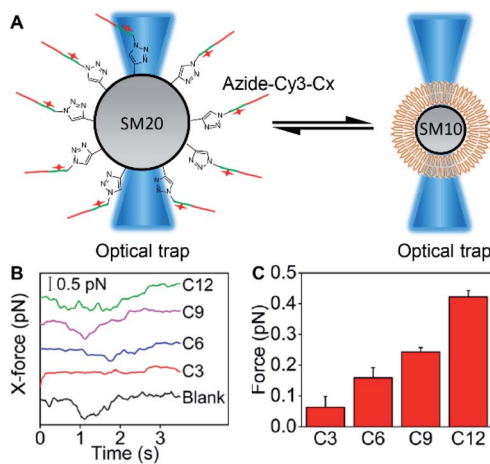 A
N=N
N
SM20
Azide-Cy3-Cx
SM10
Optical trap
Optical trap
B
0.5 pN
C12
C9
C6
C3
Blank
X-force (pN)
0 1 2 3
Time (s)
C
Force (pN)
0.5
0.4
0.3
0.2
0.1
0.0
C3 C6 C9 C12